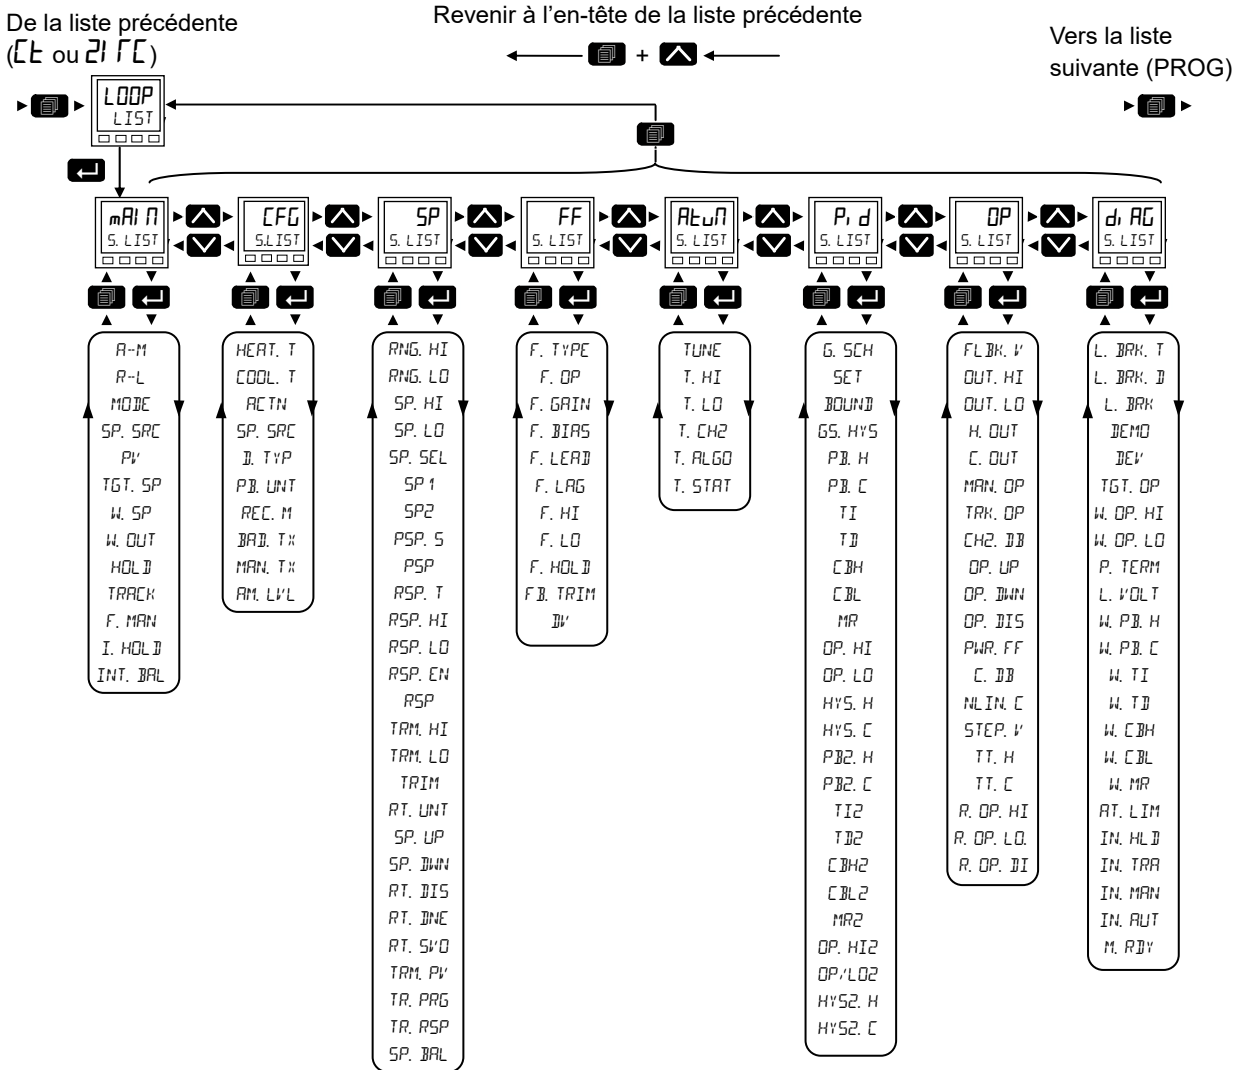 De la liste précédente
(Ct ou 21TC)
Revenir à l’en-tête de la liste précédente
+
Vers la liste
suivante (PROG)
LOOP
LIST
mAIN
S. LIST
CFG
S.LIST
SP
S. LIST
FF
S. LIST
AtuN
S. LIST
PId
S. LIST
OP
S. LIST
dIAG
S. LIST
A-M
R-L
MODE
SP. SRC
PV
TGT. SP
W. SP
W. OUT
HOLD
TRACK
F. MAN
I. HOLD
INT. BAL
HEAT. T
COOL. T
ACTN
SP. SRC
D. TYP
PB. UNT
REC. M
BAD. TX
MAN. TX
AM. LVL
RNG. HI
RNG. LO
SP. HI
SP. LO
SP. SEL
SP1
SP2
PSP. S
PSP
RSP. T
RSP. HI
RSP. LO
RSP. EN
RSP
TRM. HI
TRM. LO
TRIM
RT. UNT
SP. UP
SP. DWN
RT. DIS
RT. DNE
RT. SVO
TRM. PV
TR. PRG
TR. RSP
SP. BAL
F. TYPE
F. OP
F. GAIN
F. BIAS
F. LEAD
F. LAG
F. HI
F. LO
F. HOLD
FB. TRIM
DV
TUNE
T. HI
T. LO
T. CH2
T. ALGO
T. STAT
G. SCH
SET
BOUND
GS. HYS
PB. H
PB. C
TI
TD
CBH
CBL
MR
OP. HI
OP. LO
HYS. H
HYS. C
PB2. H
PB2. C
TI2
TD2
CBH2
CBL2
MR2
OP. HI2
OP/LO2
HYS2. H
HYS2. C
FLBK. V
OUT. HI
OUT. LO
H. OUT
C. OUT
MAN. OP
TRK. OP
CH2. DB
OP. UP
OP. DWN
OP. DIS
PWR. FF
C. DB
NLIN. C
STEP. V
TT. H
TT. C
R. OP. HI
R. OP. LO.
R. OP. DI
L. BRK. T
L. BRK. D
L. BRK
DEMO
DEV
TGT. OP
W. OP. HI
W. OP. LO
P. TERM
L. VOLT
W. PB. H
W. PB. C
W. TI
W. TD
W. CBH
W. CBL
W. MR
AT. LIM
IN. HLD
IN. TRA
IN. MAN
IN. AUT
M. RDY